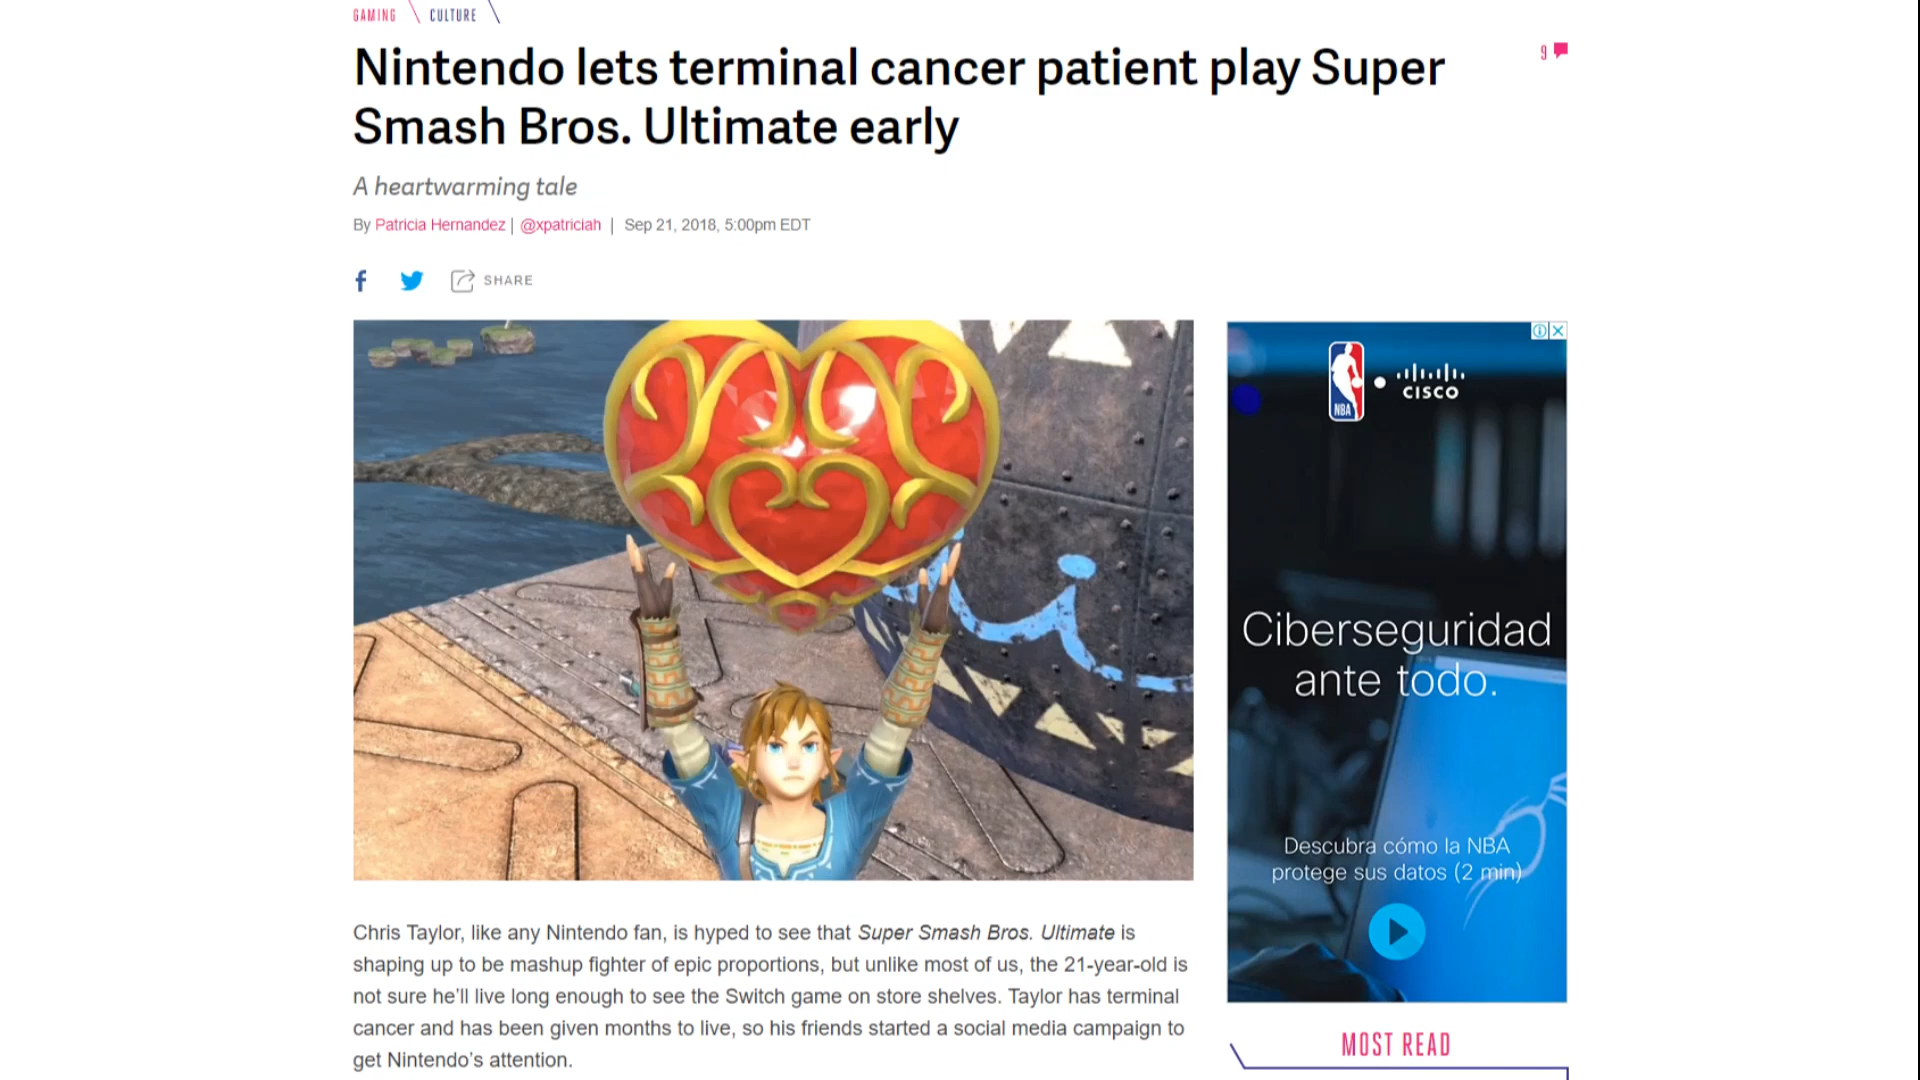 GAMING CULTURE
Nintendo lets terminal cancer patient play Super
Smash Bros. Ultimate early
9
A heartwarming tale
By Patricia Hernandez | @xpatriciah | Sep 21, 2018, 5:00pm EDT
SHARE
NBA
CISCO
Ciberseguridad
ante todo.
Descubra cómo la NBA
protege sus datos (2 min)
Chris Taylor, like any Nintendo fan, is hyped to see that Super Smash Bros. Ultimate is
shaping up to be mashup fighter of epic proportions, but unlike most of us, the 21-year-old is
not sure he’ll live long enough to see the Switch game on store shelves. Taylor has terminal
cancer and has been given months to live, so his friends started a social media campaign to
get Nintendo’s attention.
MOST READ